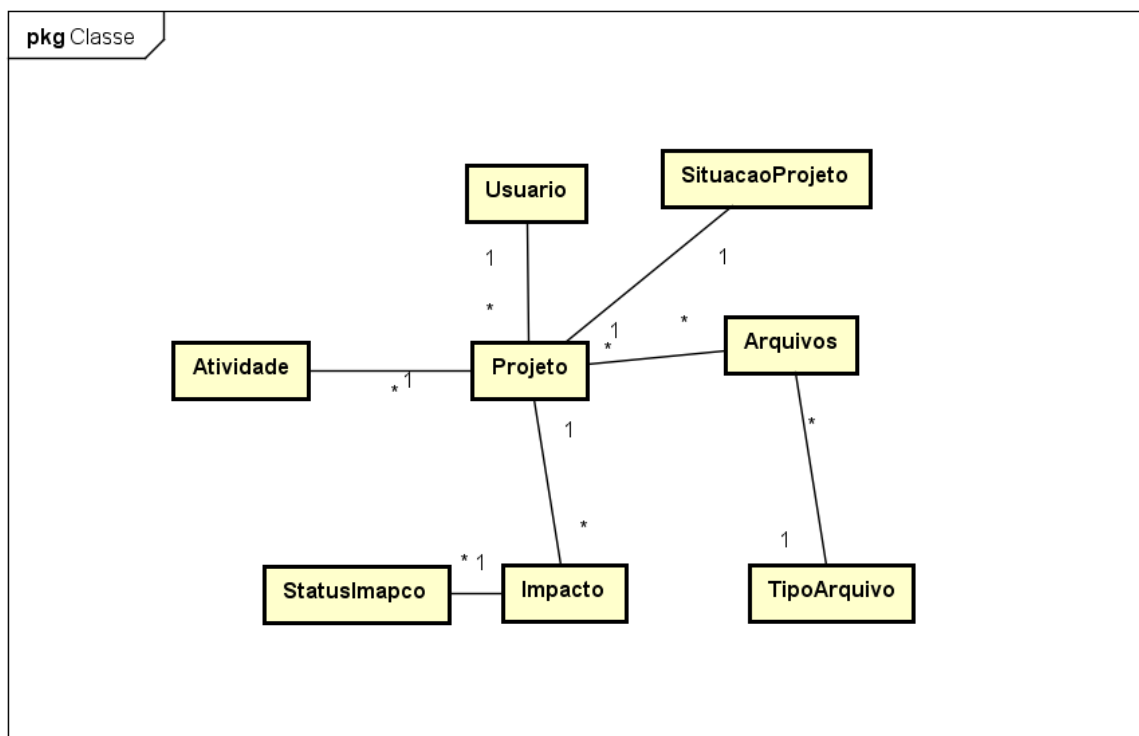 pkg Classe
SituacaoProjeto
Usuario
1
1
*
*
1
*
Arquivos
Atividade
*
1
Projeto
1
*
*
1
* 1
StatusImapco
Impacto
TipoArquivo